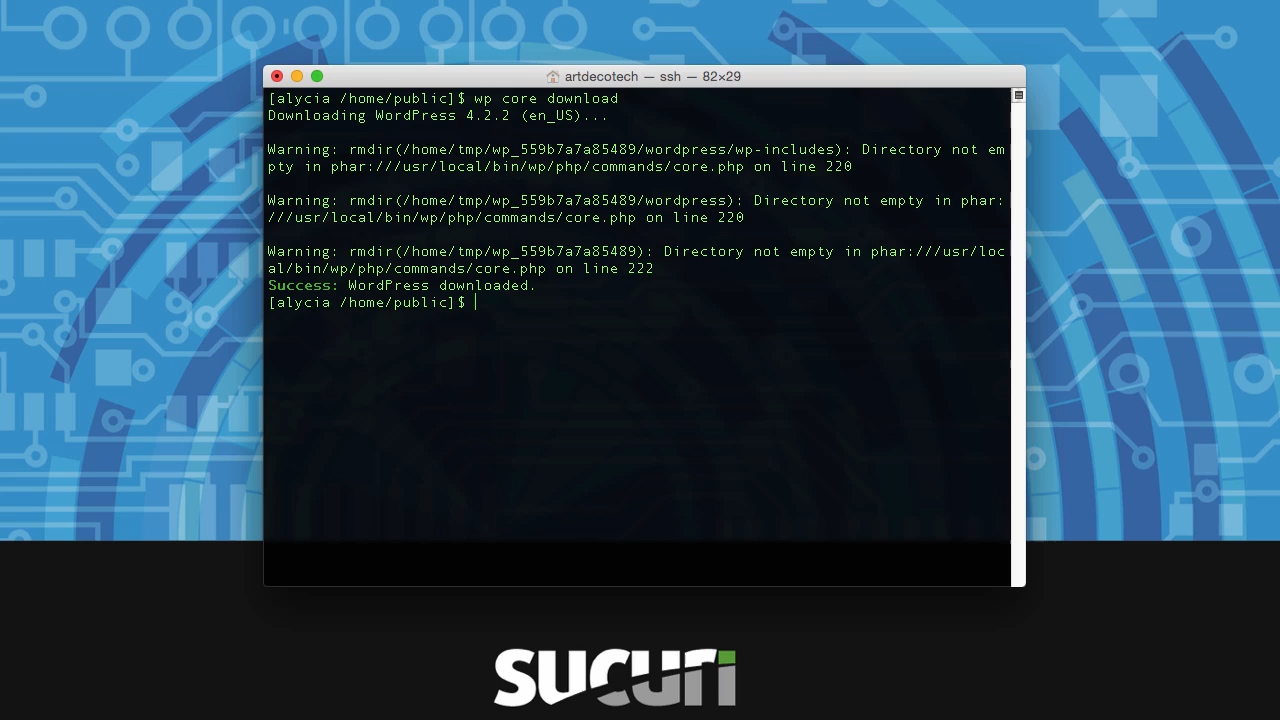 artdecotech — ssh — 82×29
[alycia /home/public]$ wp core download
Downloading WordPress 4.2.2 (en_US)...
Warning: rmdir(/home/tmp/wp_559b7a7a85489/wordpress/wp-includes): Directory not em
pty in phar:///usr/local/bin/wp/php/commands/core.php on line 220
Warning: rmdir(/home/tmp/wp_559b7a7a85489/wordpress): Directory not empty in phar:
///usr/local/bin/wp/php/commands/core.php on line 220
Warning: rmdir(/home/tmp/wp_559b7a7a85489): Directory not empty in phar:///usr/loc
al/bin/wp/php/commands/core.php on line 222
Success: WordPress downloaded.
[alycia /home/public]$
sucuri